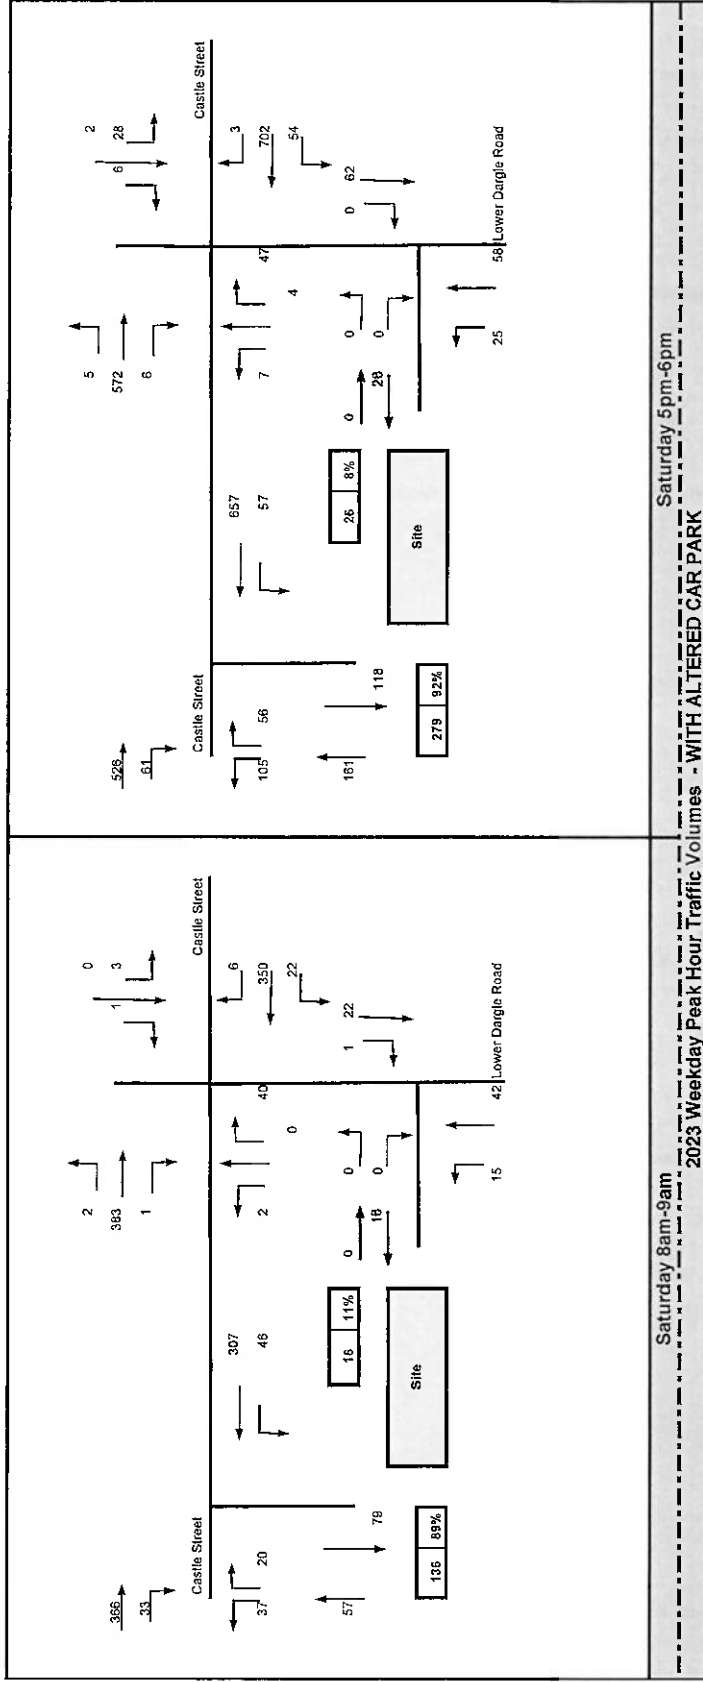 2 0
366 383 1 3
33 1
Castle Street Castle Street
307 6
37 20 46 2 40 350
0 22
57 16 11% 0 0 1 22
79 16 0
Site
136 89%
15 42 Lower Dargle Road
Saturday 8am-9am
5 2
526 572 6 28
61 6
Castle Street Castle Street
657 3
105 56 57 7 47 702
4 54
161 26 8% 0 0 0 62
118 26 0
Site
279 92%
25 58 Lower Dargle Road
Saturday 5pm-6pm
2023 Weekday Peak Hour Traffic Volumes - WITH ALTERED CAR PARK